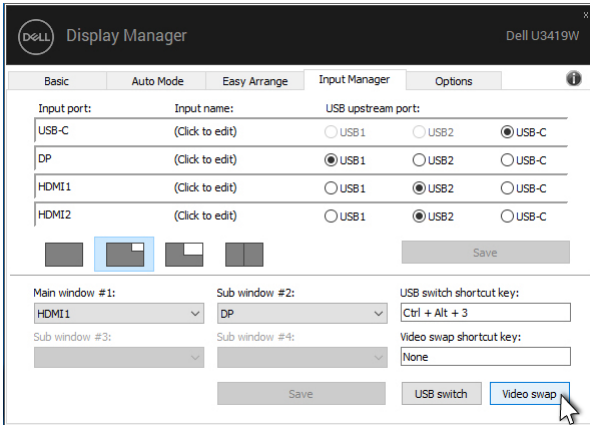 DELL Display Manager Dell U3419W
Basic Auto Mode Easy Arrange Input Manager Options
Input port: Input name: USB upstream port:
USB-C (Click to edit) USB1 USB2 USB-C
DP (Click to edit) USB1 USB2 USB-C
HDMI1 (Click to edit) USB1 USB2 USB-C
HDMI2 (Click to edit) USB1 USB2 USB-C
Save
Main window #1: Sub window #2: USB switch shortcut key:
HDMI1 DP Ctrl + Alt + 3
Sub window #3: Sub window #4: Video swap shortcut key:
None
Save USB switch Video swap